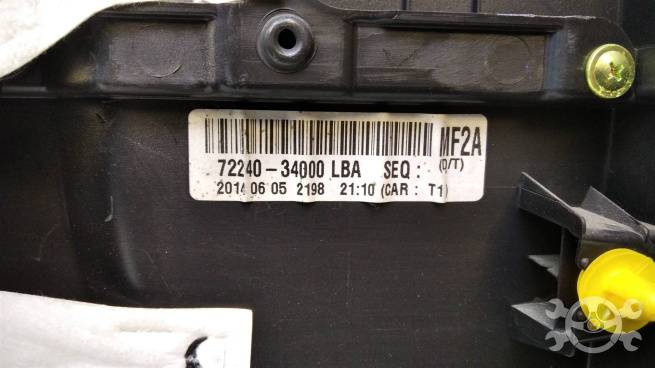 MF2A
72240-34000 LBA SEQ : (O/T)
2014 06 05 2198 21:10 (CAR : T1)